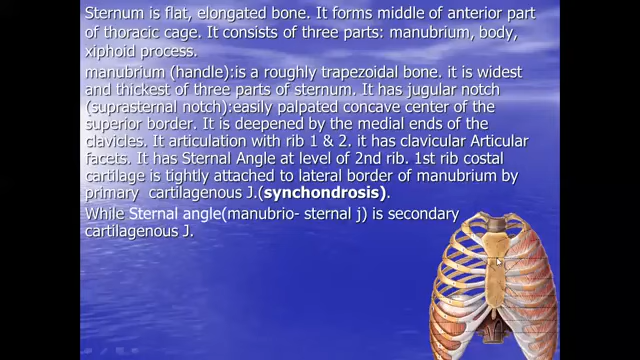 Sternum is flat, elongated bone. It forms middle of anterior part
of thoracic cage. It consists of three parts: manubrium, body,
xiphoid process.
manubrium (handle):is a roughly trapezoidal bone. it is widest
and thickest of three parts of sternum. It has jugular notch
(suprasternal notch):easily palpated concave center of the
superior border. It is deepened by the medial ends of the
clavicles. It articulation with rib 1 & 2. it has clavicular Articular
facets. It has Sternal Angle at level of 2nd rib. 1st rib costal
cartilage is tightly attached to lateral border of manubrium by
primary cartilagenous J.(synchondrosis).
While Sternal angle(manubrio- sternal j) is secondary
cartilagenous J.